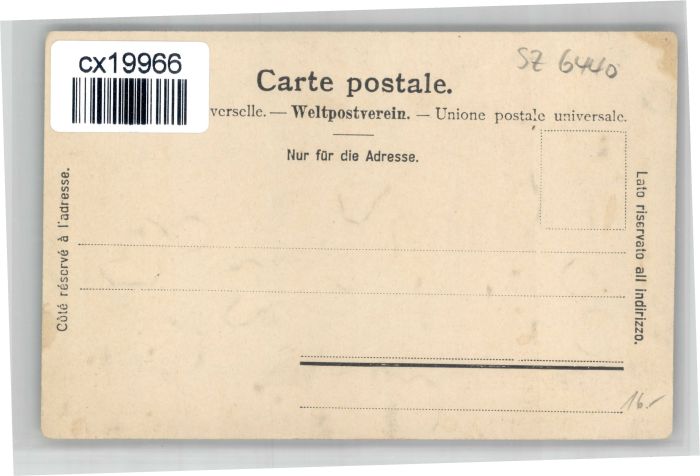 cx19966
SZ 6440
Carte postale.
verselle. — Weltpostverein. — Unione postale universale.
Nur für die Adresse.
Côté réservé à l'adresse.
Lato riservato all indirizzo.
16.-